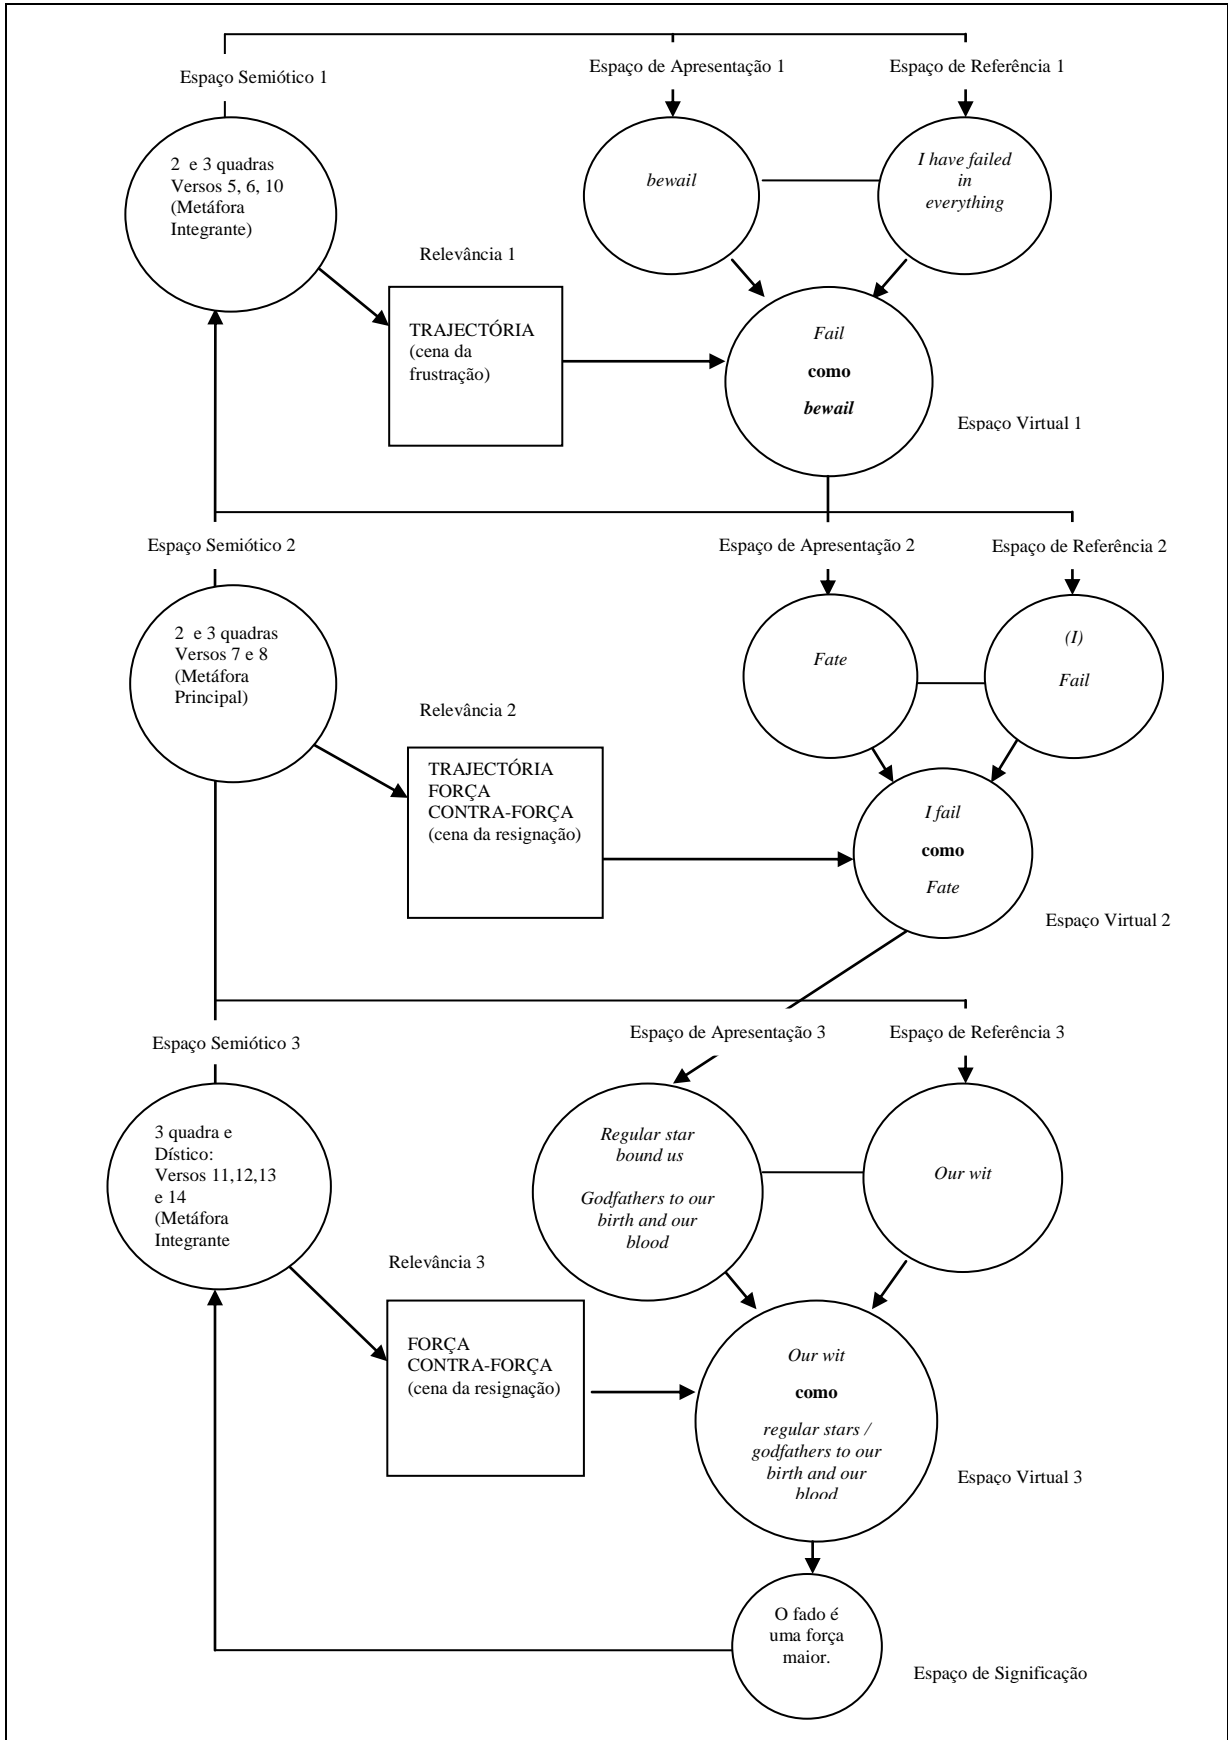 Espaço Semiótico 1
Espaço de Apresentação 1
Espaço de Referência 1
2 e 3 quadras
Versos 5, 6, 10
(Metáfora
Integrante)
bewail
I have failed
in
everything
Relevância 1
TRAJECTÓRIA
(cena da
frustração)
Fail
como
bewail
Espaço Virtual 1
Espaço Semiótico 2
Espaço de Apresentação 2
Espaço de Referência 2
2 e 3 quadras
Versos 7 e 8
(Metáfora
Principal)
Fate
(I)
Fail
Relevância 2
TRAJECTÓRIA
FORÇA
CONTRA-FORÇA
(cena da resignação)
I fail
como
Fate
Espaço Virtual 2
Espaço Semiótico 3
Espaço de Apresentação 3
Espaço de Referência 3
3 quadra e
Dístico:
Versos 11,12,13
e 14
(Metáfora
Integrante
Regular star
bound us
Godfathers to our
birth and our
blood
Our wit
Relevância 3
FORÇA
CONTRA-FORÇA
(cena da resignação)
Our wit
como
regular stars /
godfathers to our
birth and our
blood
Espaço Virtual 3
O fado é
uma força
maior.
Espaço de Significação